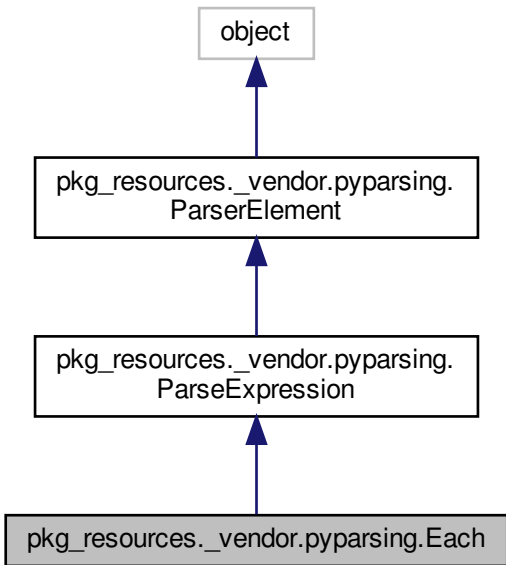 object
pkg_resources._vendor.pyparsing.
ParserElement
pkg_resources._vendor.pyparsing.
ParseExpression
pkg_resources._vendor.pyparsing.Each